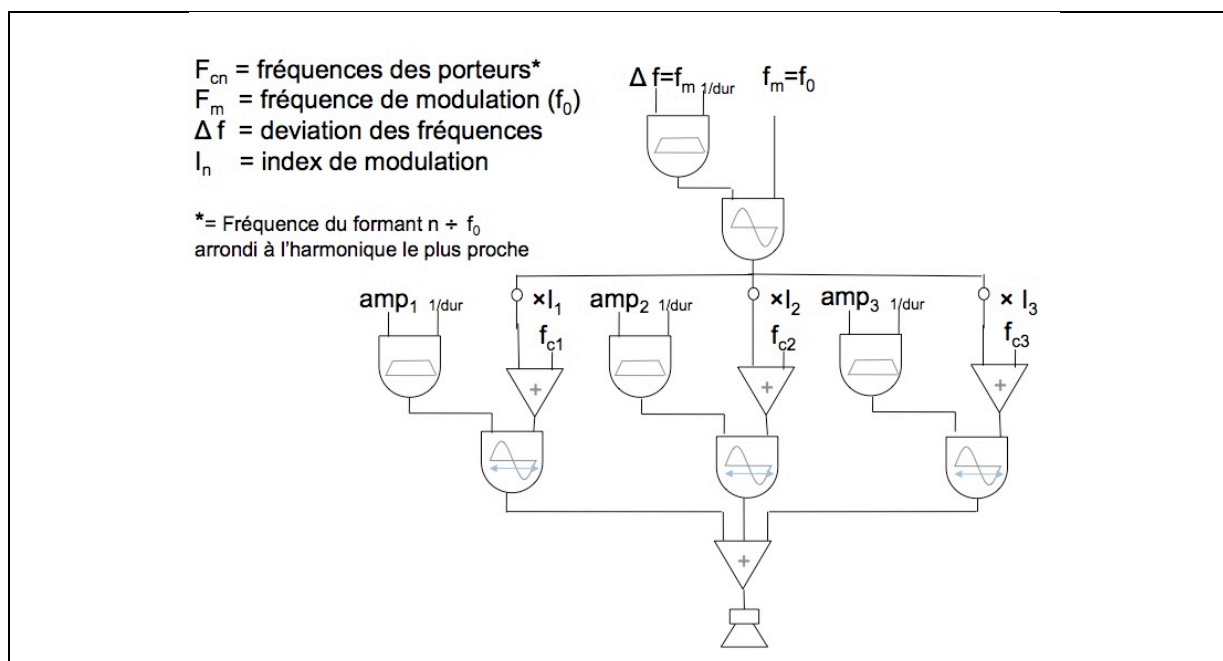 F_cn = fréquences des porteurs*
F_m = fréquence de modulation (f_0)
Δ f = deviation des fréquences
I_n = index de modulation
*= Fréquence du formant n ÷ f_0
arrondi à l'harmonique le plus proche
Δ f=f_m 1/dur f_m=f_0
amp_1 1/dur ×I_1 amp_2 1/dur ×I_2 amp_3 1/dur × I_3
f_c1 f_c2 f_c3
+ + +
+